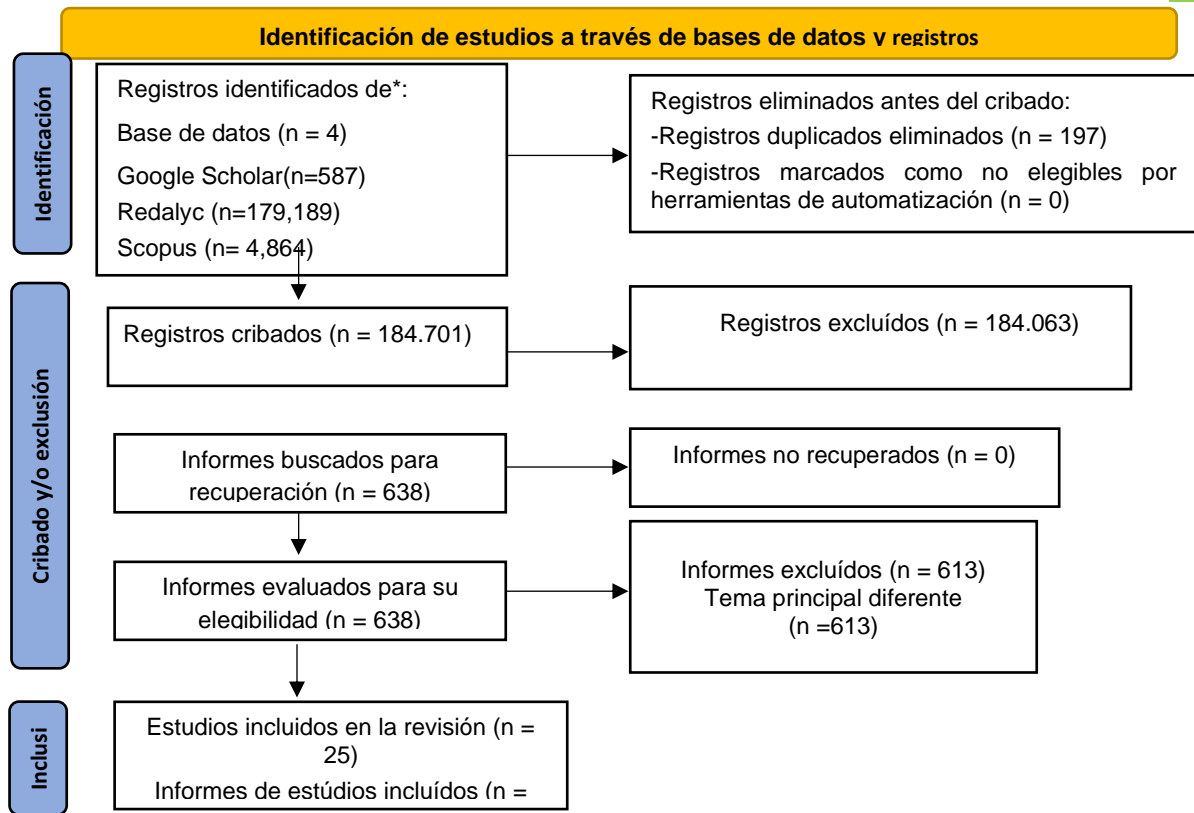 Identificación de estudios a través de bases de datos y registros
Identificación
Registros identificados de*:
Base de datos (n = 4)
Google Scholar(n=587)
Redalyc (n=179,189)
Scopus (n= 4,864)
Registros eliminados antes del cribado:
-Registros duplicados eliminados (n = 197)
-Registros marcados como no elegibles por
herramientas de automatización (n = 0)
Cribado y/o exclusión
Registros cribados (n = 184.701)
Registros excluídos (n = 184.063)
Informes buscados para
recuperación (n = 638)
Informes no recuperados (n = 0)
Informes evaluados para su
elegibilidad (n = 638)
Informes excluídos (n = 613)
Tema principal diferente
(n =613)
Inclusi
Estudios incluidos en la revisión (n =
25)
Informes de estúdios incluídos (n =